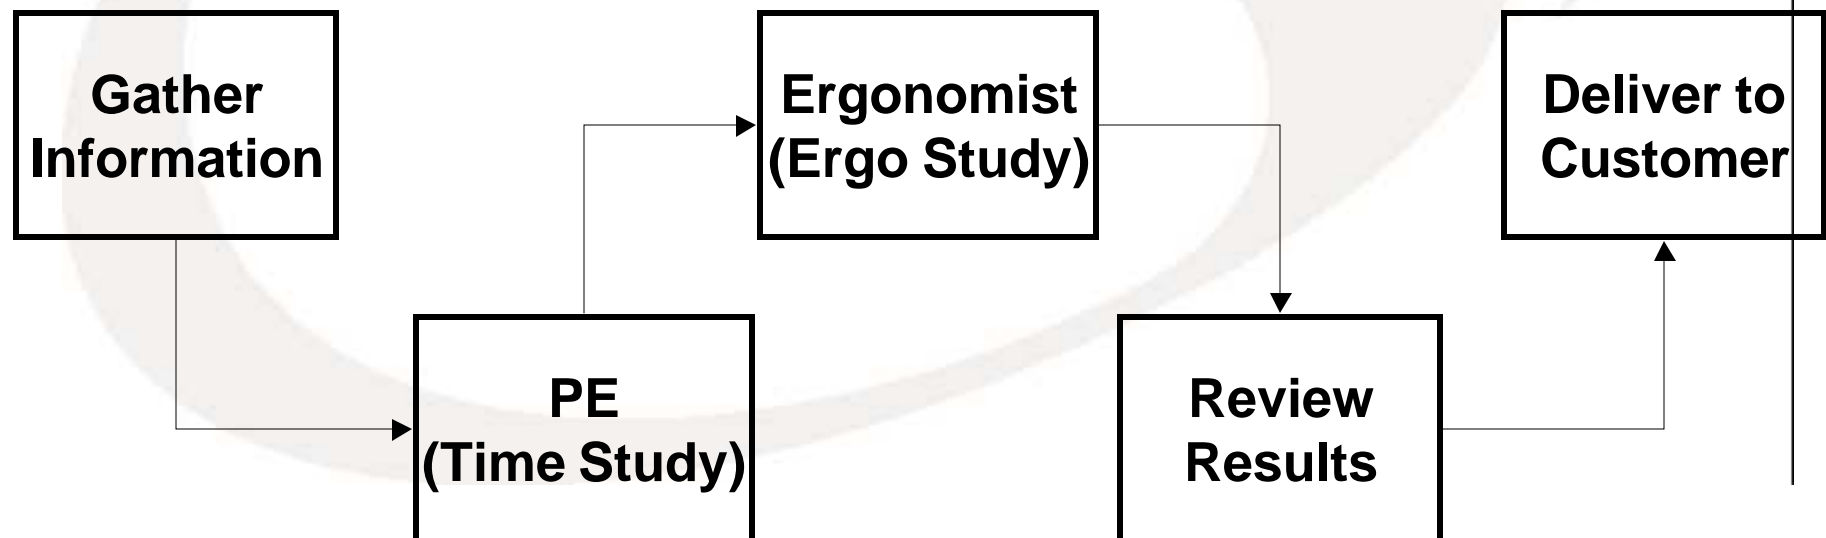 Gather
Information
PE
(Time Study)
Ergonomist
(Ergo Study)
Review
Results
Deliver to
Customer